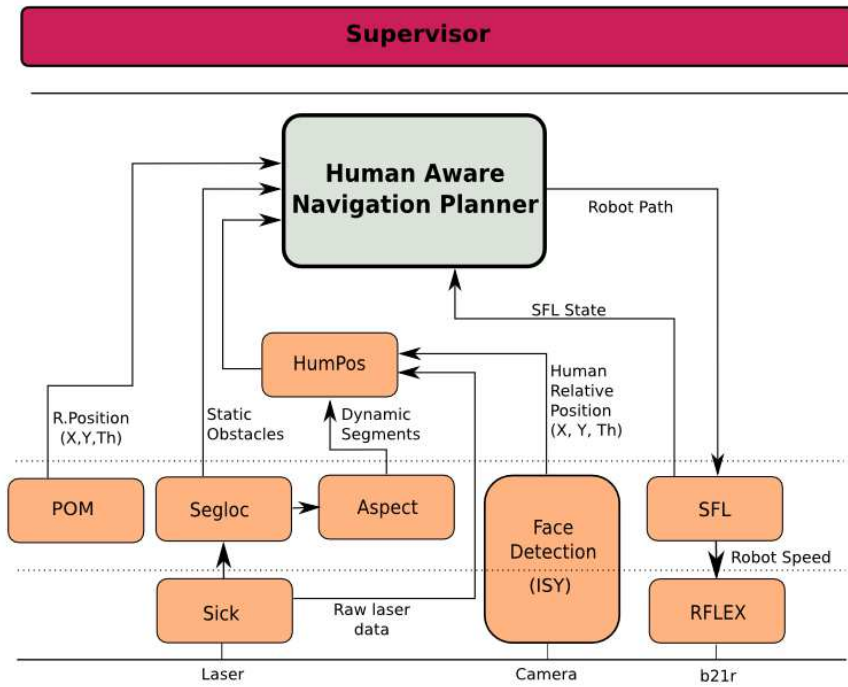 Supervisor
Human Aware
Navigation Planner
Robot Path
SFL State
HumPos
Human
Relative
Position
(X, Y, Th)
R.Position
(X,Y,Th)
Static
Obstacles
Dynamic
Segments
POM
Segloc
Aspect
Face
Detection
(ISY)
SFL
Robot Speed
Sick
Raw laser
data
RFLEX
Laser
Camera
b21r